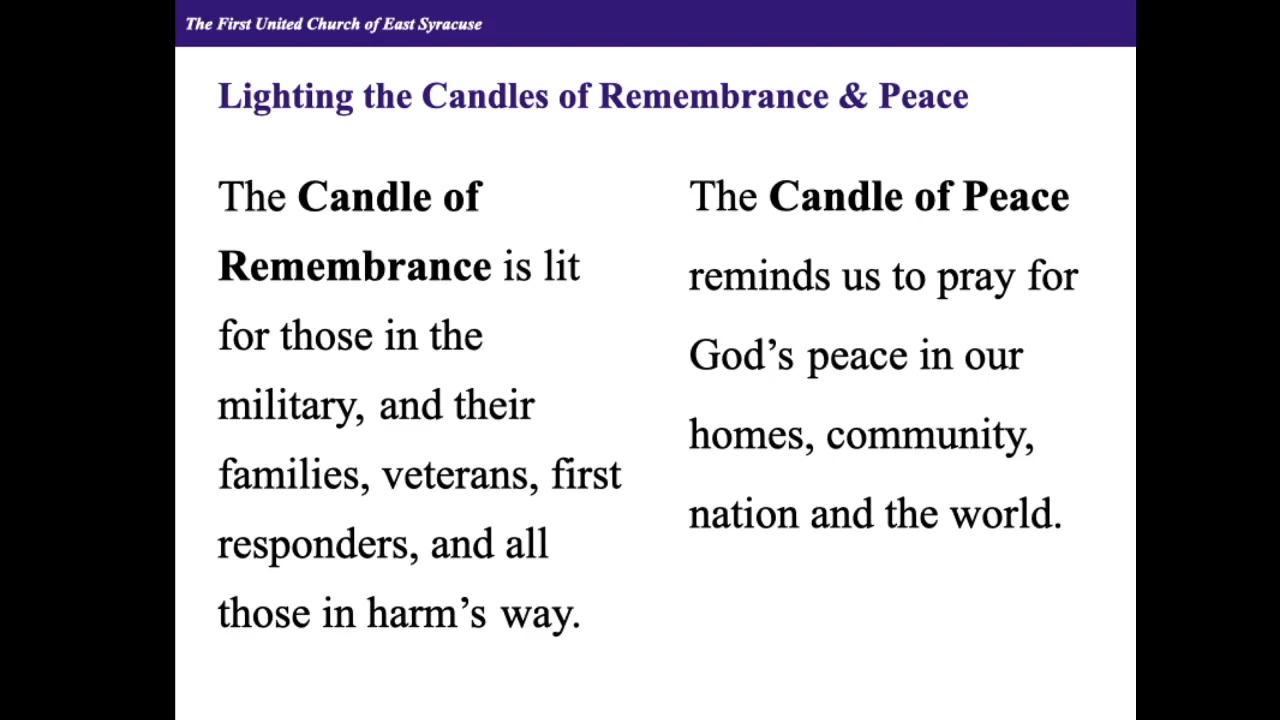 The First United Church of East Syracuse
Lighting the Candles of Remembrance & Peace
The Candle of
Remembrance is lit
for those in the
military, and their
families, veterans, first
responders, and all
those in harm’s way.
The Candle of Peace
reminds us to pray for
God’s peace in our
homes, community,
nation and the world.